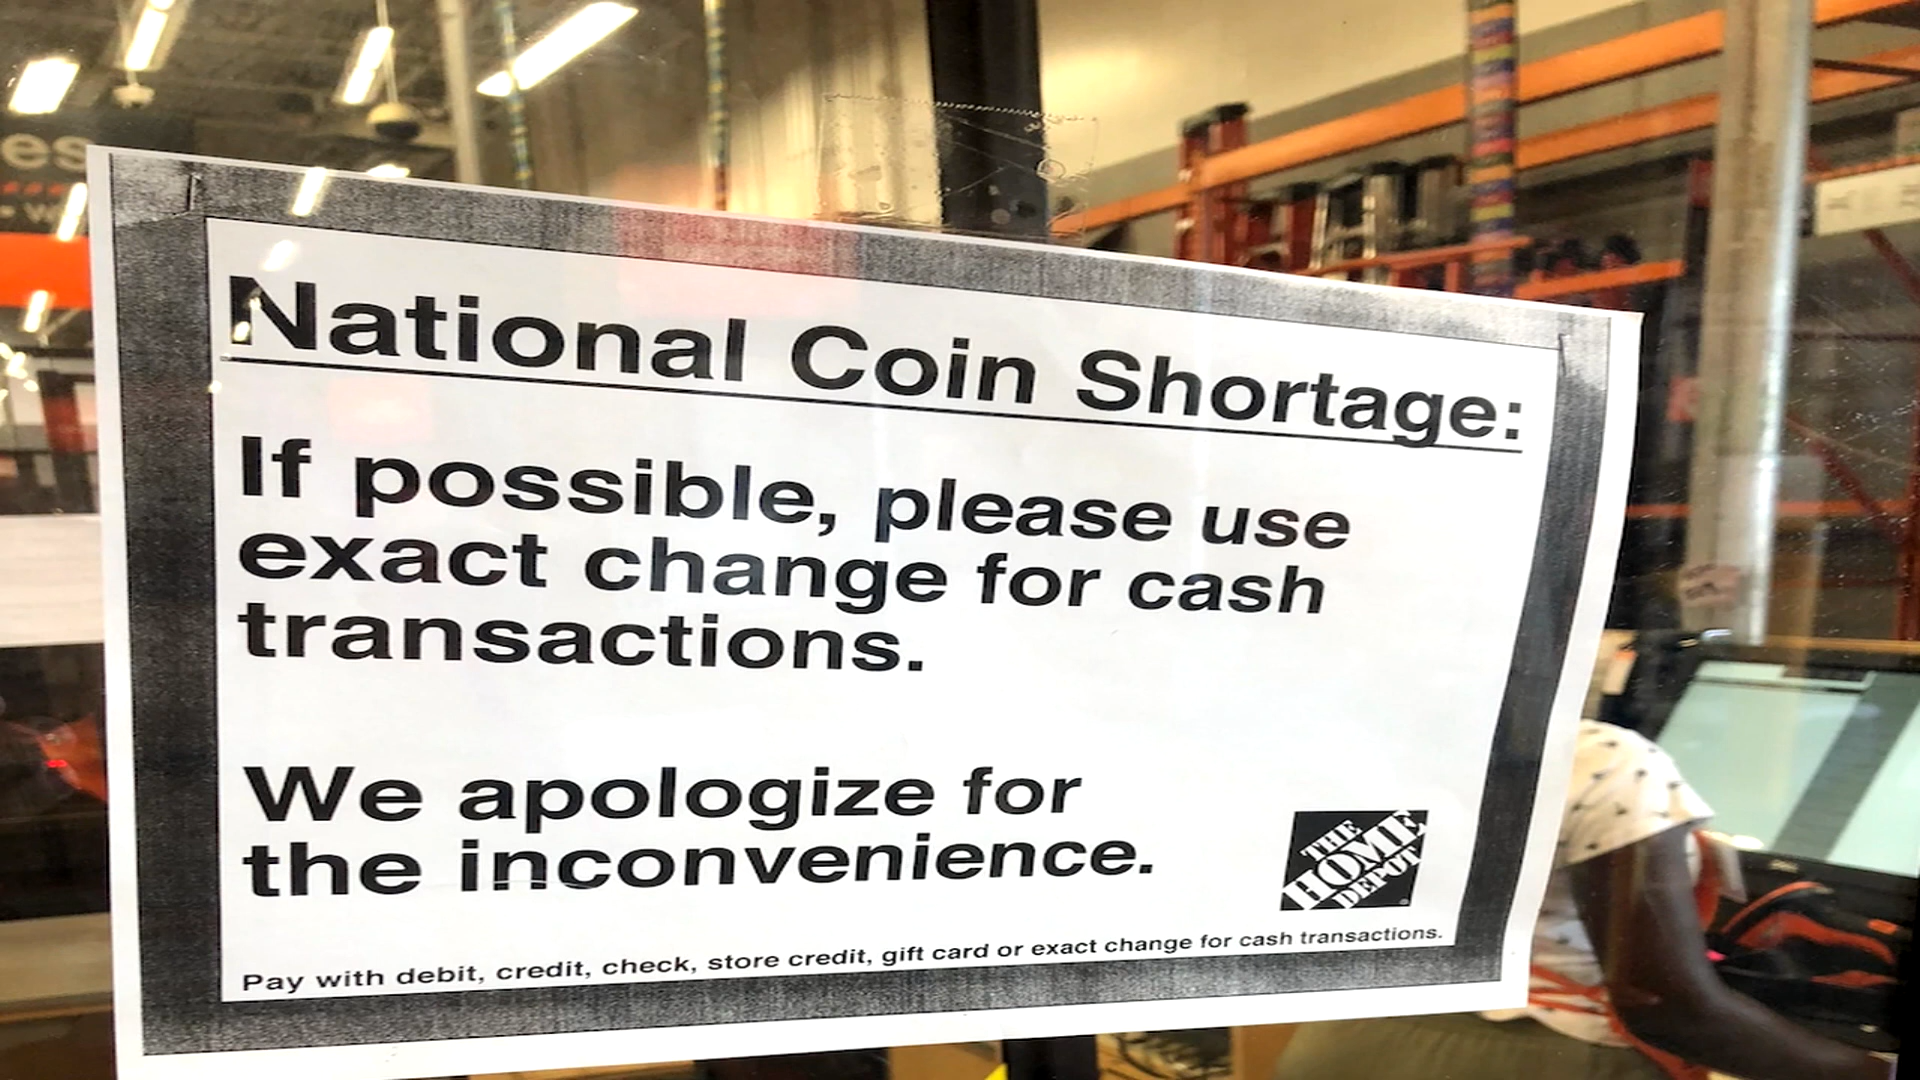 es
National Coin Shortage:
If possible, please use
exact change for cash
transactions.
We apologize for
the inconvenience.
THE
HOME
DEPOT
Pay with debit, credit, check, store credit, gift card or exact change for cash transactions.